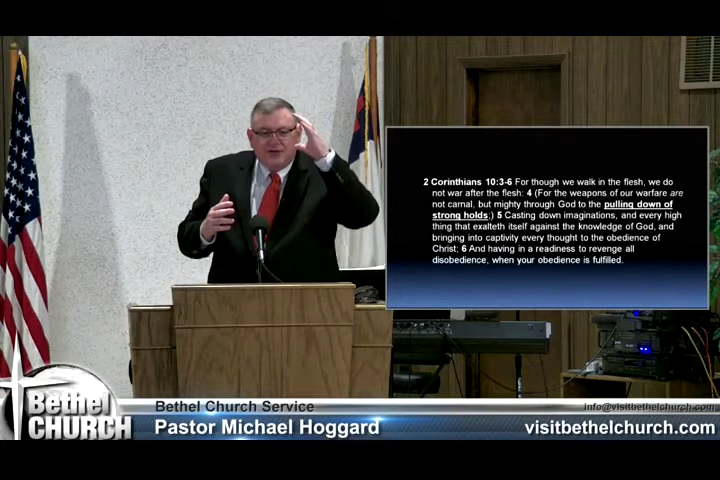 2 Corinthians 10:3-6 For though we walk in the flesh, we do
not war after the flesh: 4 (For the weapons of our warfare are
not carnal, but mighty through God to the pulling down of
strong holds;) 5 Casting down imaginations, and every high
thing that exalteth itself against the knowledge of God, and
bringing into captivity every thought to the obedience of
Christ; 6 And having in a readiness to revenge all
disobedience, when your obedience is fulfilled.
Bethel
CHURCH
Bethel Church Service
info@visitbethelchurch.com
Pastor Michael Hoggard
visitbethelchurch.com